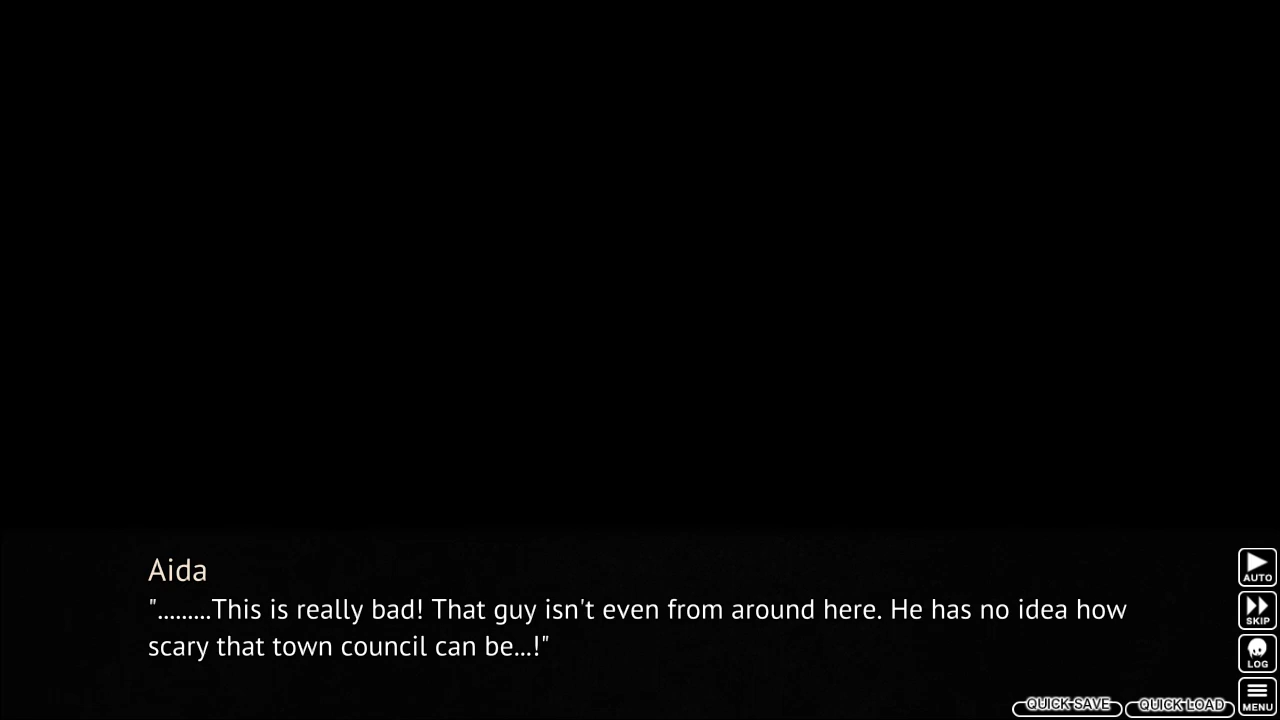 Aida
".........This is really bad! That guy isn't even from around here. He has no idea how
scary that town council can be...!"
AUTO
SKIP
LOG
MENU
QUICK SAVE
QUICK LOAD